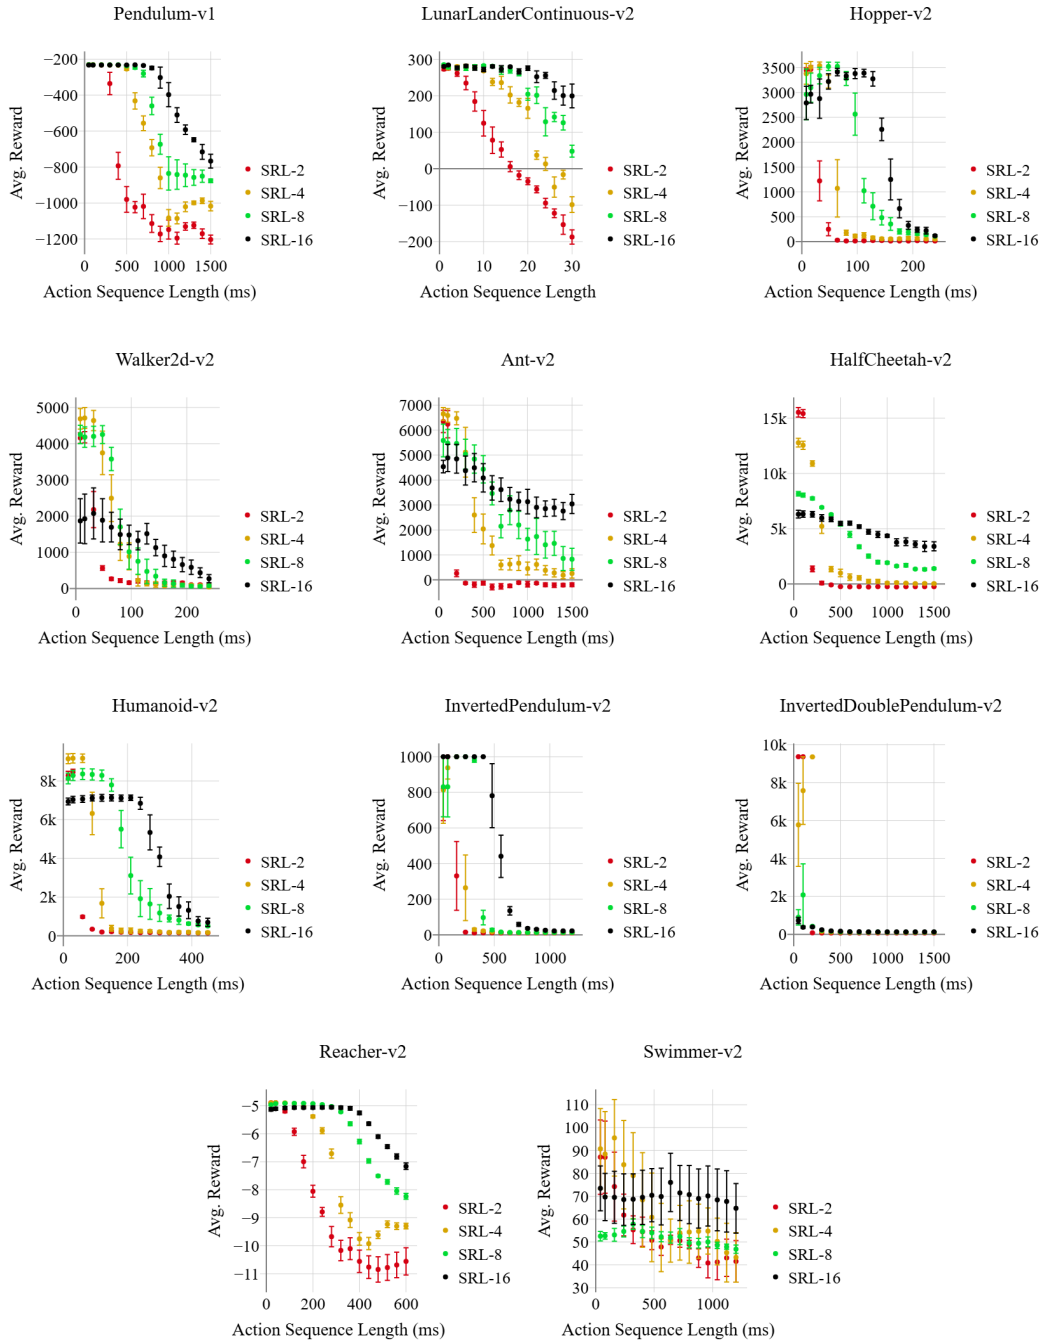 Pendulum-v1
−200
−400
−600
−800
−1000
−1200
0
500
1000
1500
Avg. Reward
Action Sequence Length (ms)
SRL-2
SRL-4
SRL-8
SRL-16
LunarLanderContinuous-v2
300
200
100
0
−100
−200
0
10
20
30
Avg. Reward
Action Sequence Length
SRL-2
SRL-4
SRL-8
SRL-16
Hopper-v2
3500
3000
2500
2000
1500
1000
500
0
0
100
200
Avg. Reward
Action Sequence Length (ms)
SRL-2
SRL-4
SRL-8
SRL-16
Walker2d-v2
5000
4000
3000
2000
1000
0
0
100
200
Avg. Reward
Action Sequence Length (ms)
SRL-2
SRL-4
SRL-8
SRL-16
Ant-v2
7000
6000
5000
4000
3000
2000
1000
0
0
500
1000
1500
Avg. Reward
Action Sequence Length (ms)
SRL-2
SRL-4
SRL-8
SRL-16
HalfCheetah-v2
15k
10k
5k
0
0
500
1000
1500
Avg. Reward
Action Sequence Length (ms)
SRL-2
SRL-4
SRL-8
SRL-16
Humanoid-v2
8k
6k
4k
2k
0
0
200
400
Avg. Reward
Action Sequence Length (ms)
SRL-2
SRL-4
SRL-8
SRL-16
InvertedPendulum-v2
1000
800
600
400
200
0
0
500
1000
Avg. Reward
Action Sequence Length (ms)
SRL-2
SRL-4
SRL-8
SRL-16
InvertedDoublePendulum-v2
10k
8k
6k
4k
2k
0
0
500
1000
1500
Avg. Reward
Action Sequence Length (ms)
SRL-2
SRL-4
SRL-8
SRL-16
Reacher-v2
−5
−6
−7
−8
−9
−10
−11
0
200
400
600
Avg. Reward
Action Sequence Length (ms)
SRL-2
SRL-4
SRL-8
SRL-16
Swimmer-v2
110
100
90
80
70
60
50
40
30
0
500
1000
Avg. Reward
Action Sequence Length (ms)
SRL-2
SRL-4
SRL-8
SRL-16